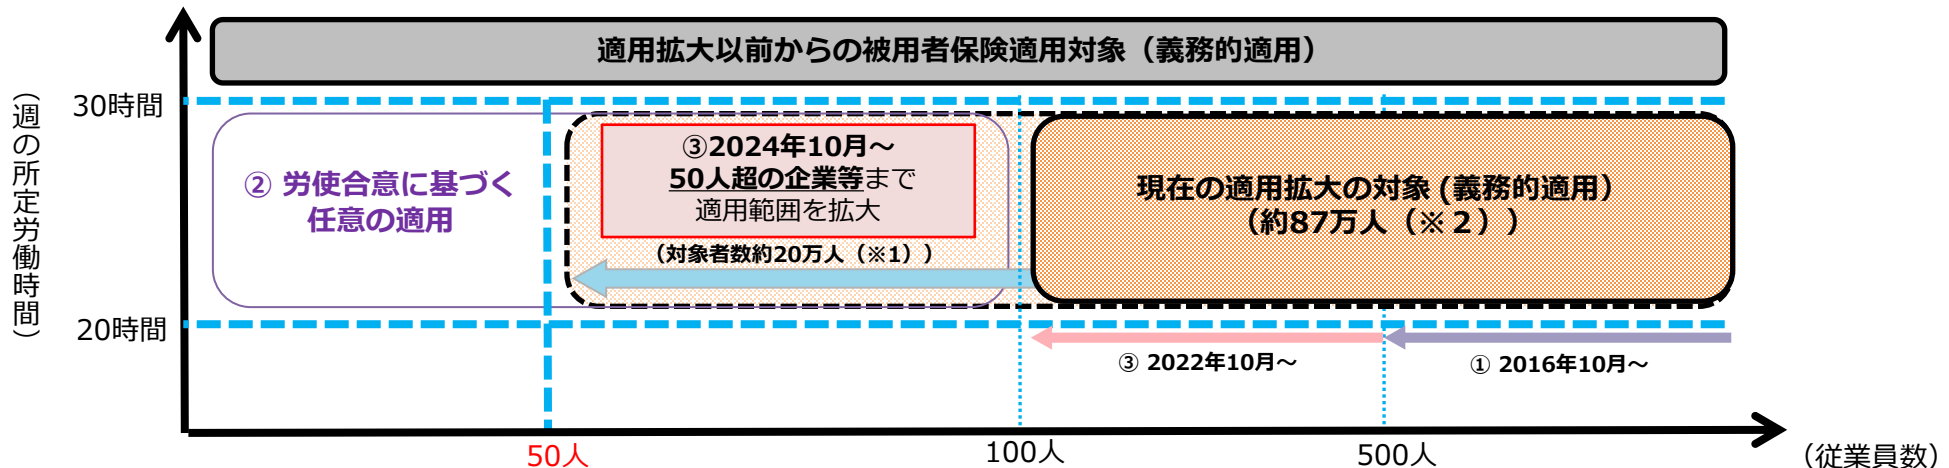 適用拡大以前からの被用者保険適用対象（義務的適用）
（週の所定労働時間）
30時間
20時間
② 労使合意に基づく
任意の適用
③2024年10月～
50人超の企業等まで
適用範囲を拡大
（対象者数約20万人（※1））
現在の適用拡大の対象 (義務的適用）
（約87万人（※２））
③ 2022年10月～
① 2016年10月～
50人
100人
500人
（従業員数）